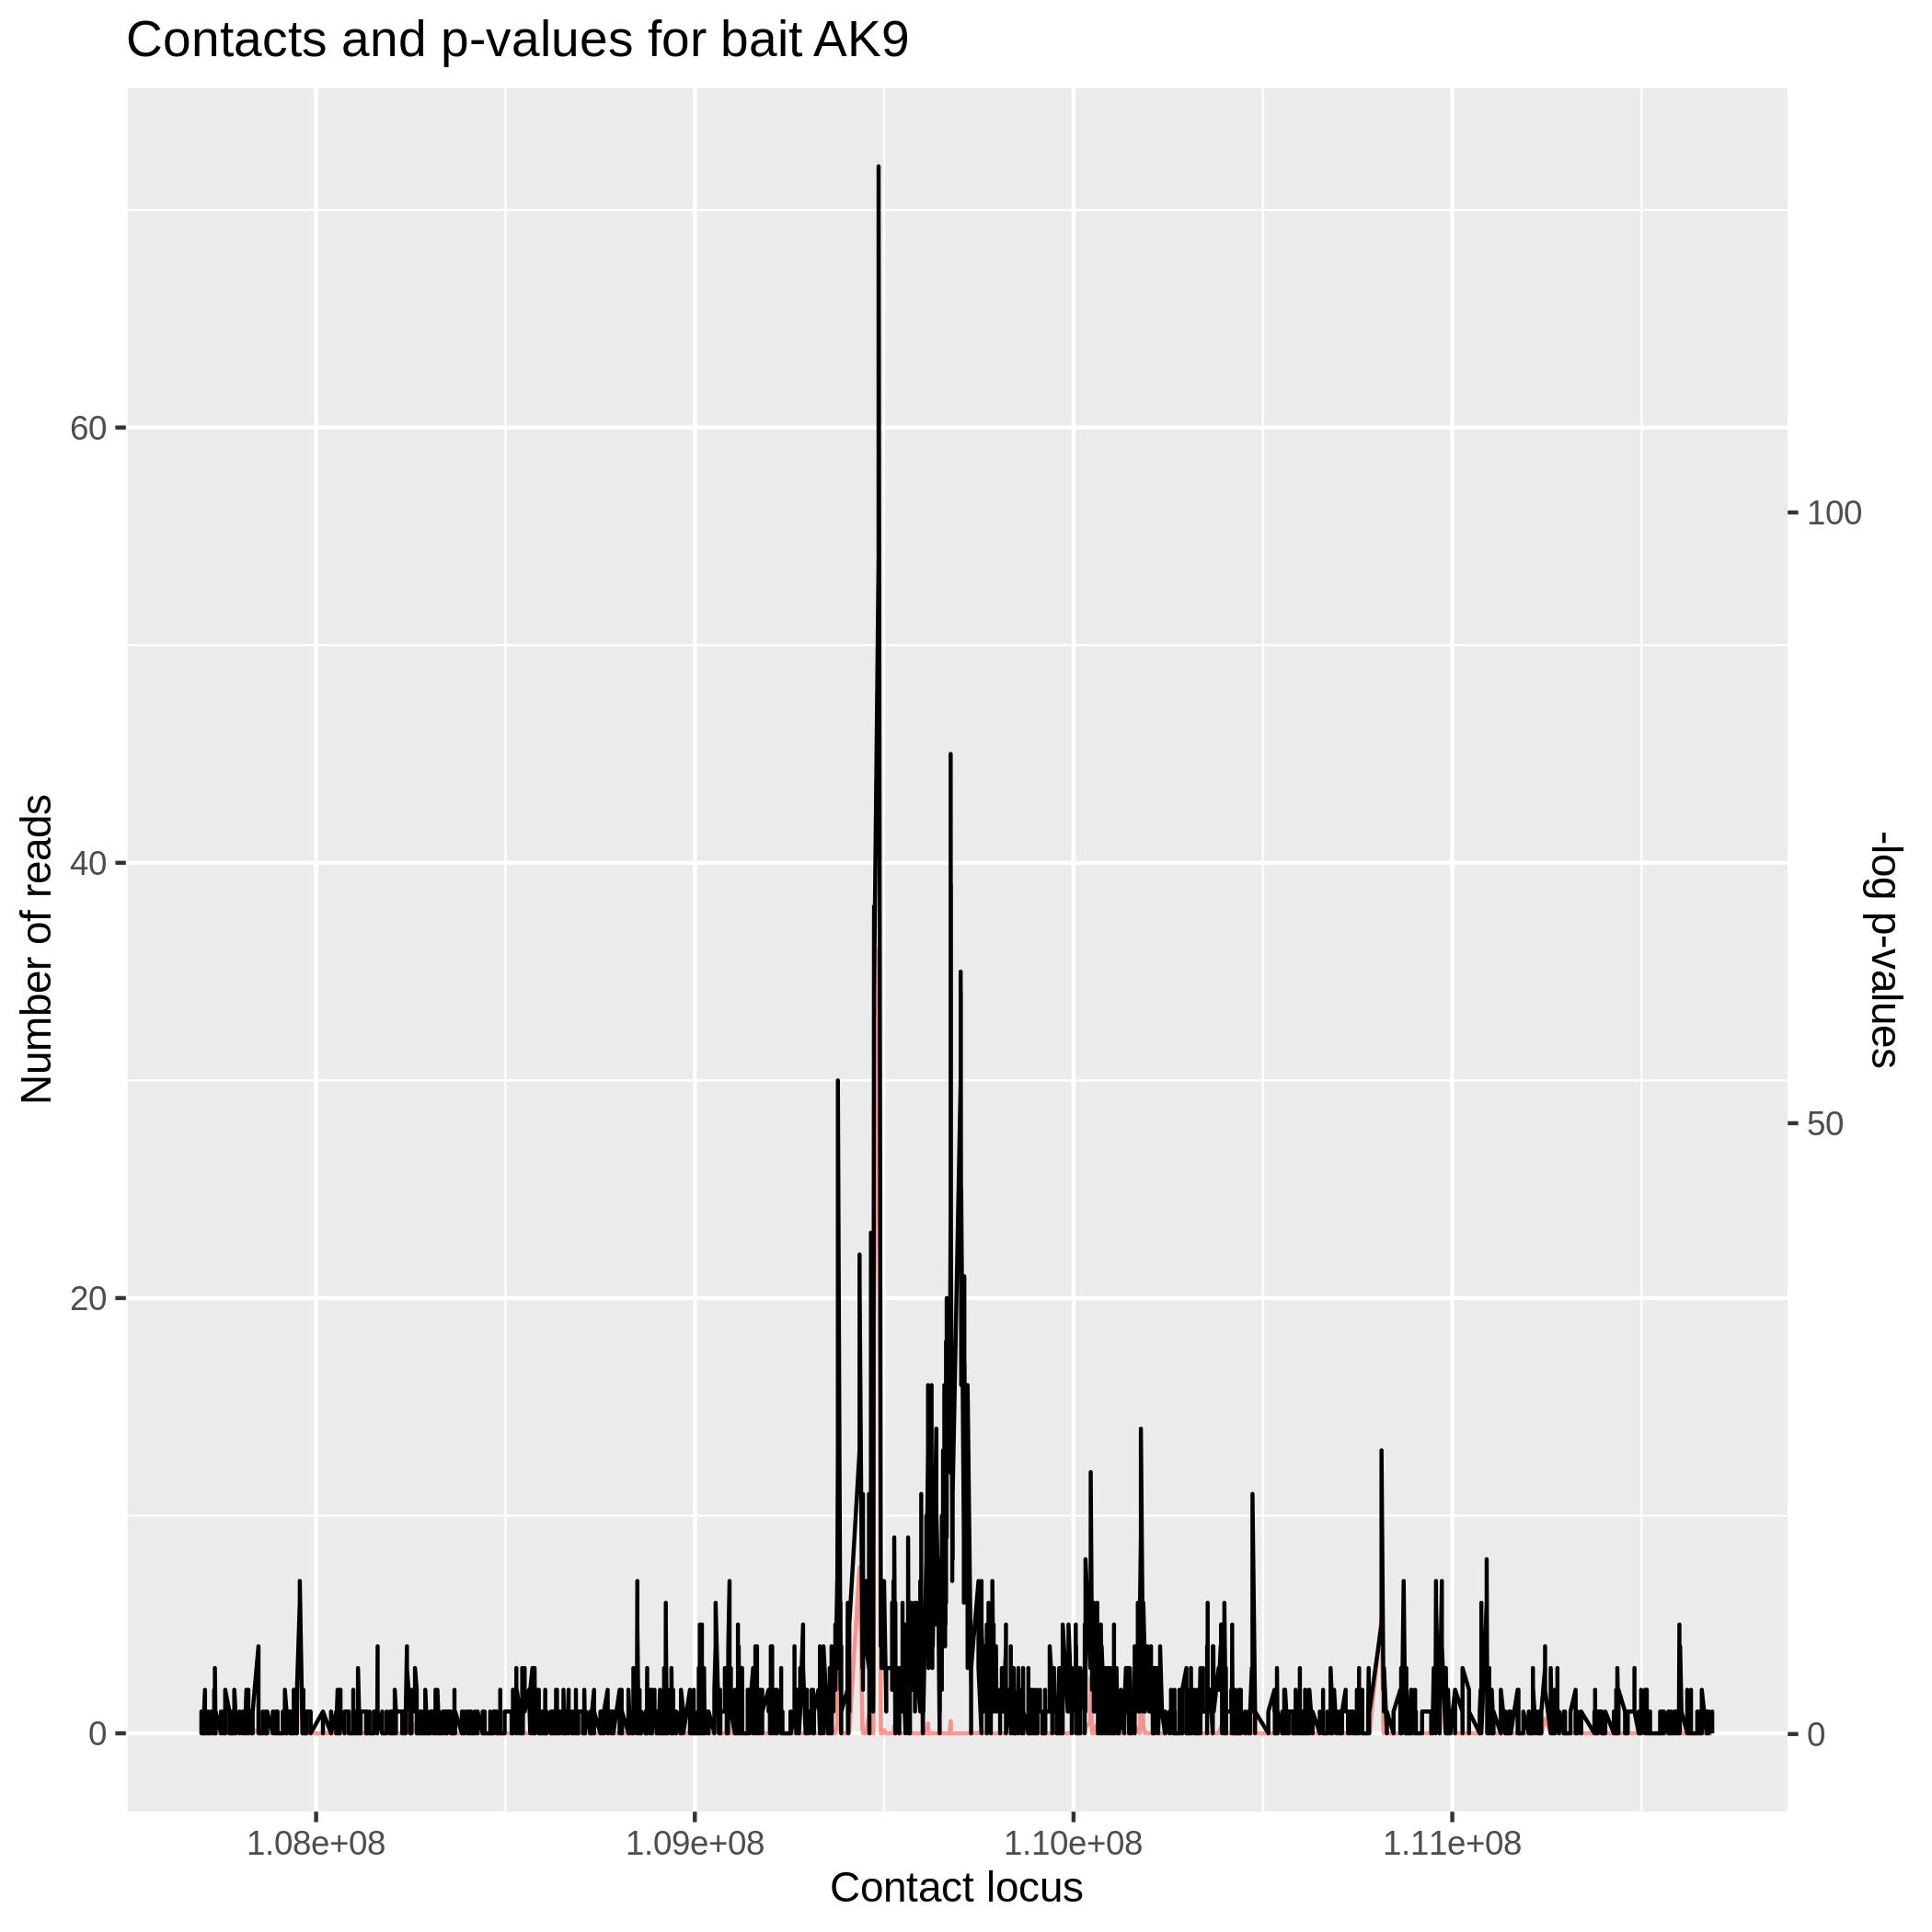 Contacts and p-values for bait AK9
Number of reads
60
40
20
0
100
50
0
-log p-values
1.08e+08
1.09e+08
1.10e+08
1.11e+08
Contact locus